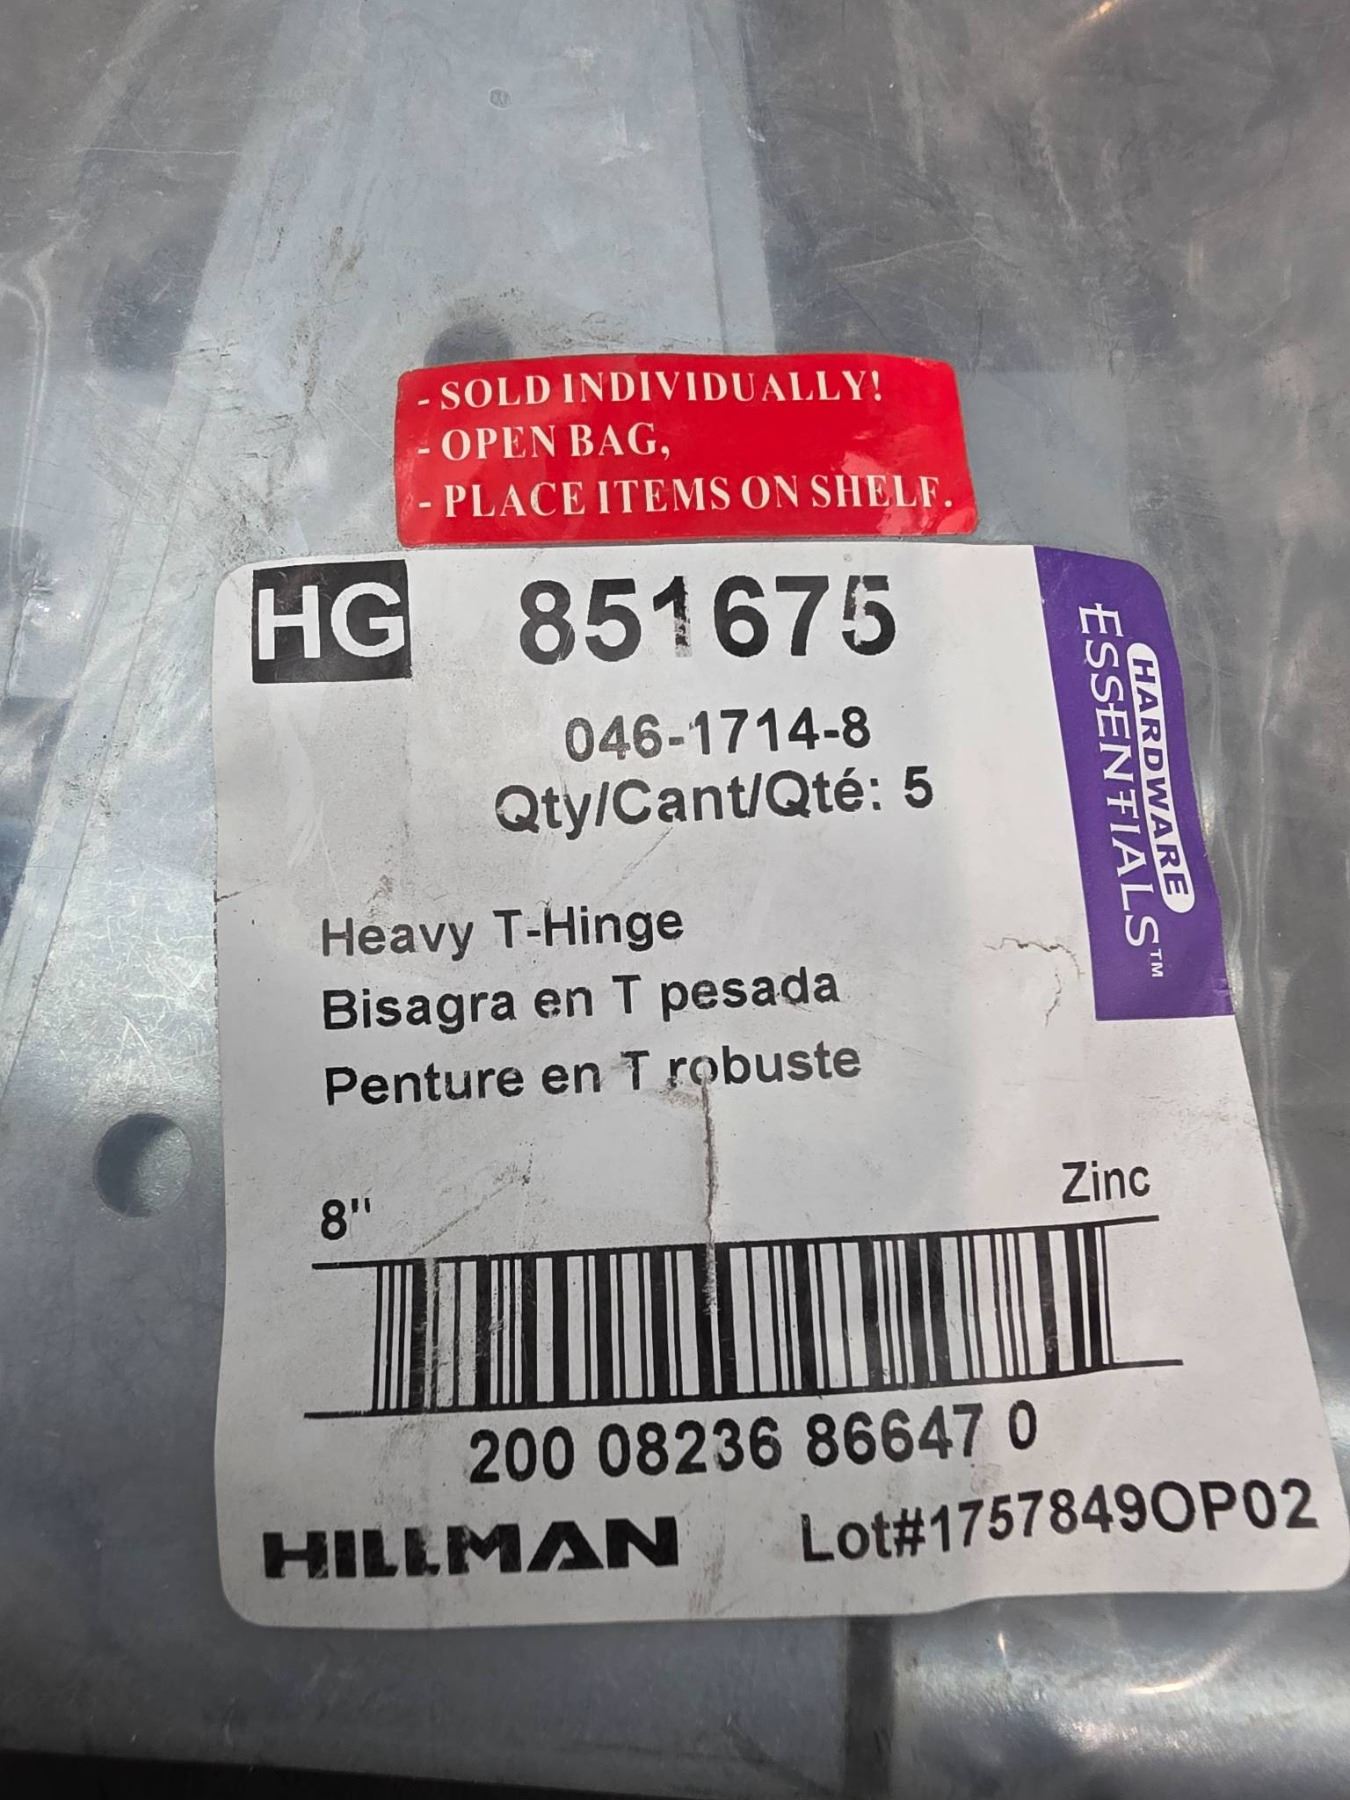 - SOLD INDIVIDUALLY!
- OPEN BAG,
- PLACE ITEMS ON SHELF.
HG 851675
046-1714-8
Qty/Cant/Qté: 5
HARDWARE
ESSENTIALS™
Heavy T-Hinge
Bisagra en T pesada
Penture en T robuste
8" Zinc
200 08236 86647 0
HILLMAN Lot#1757849OP02